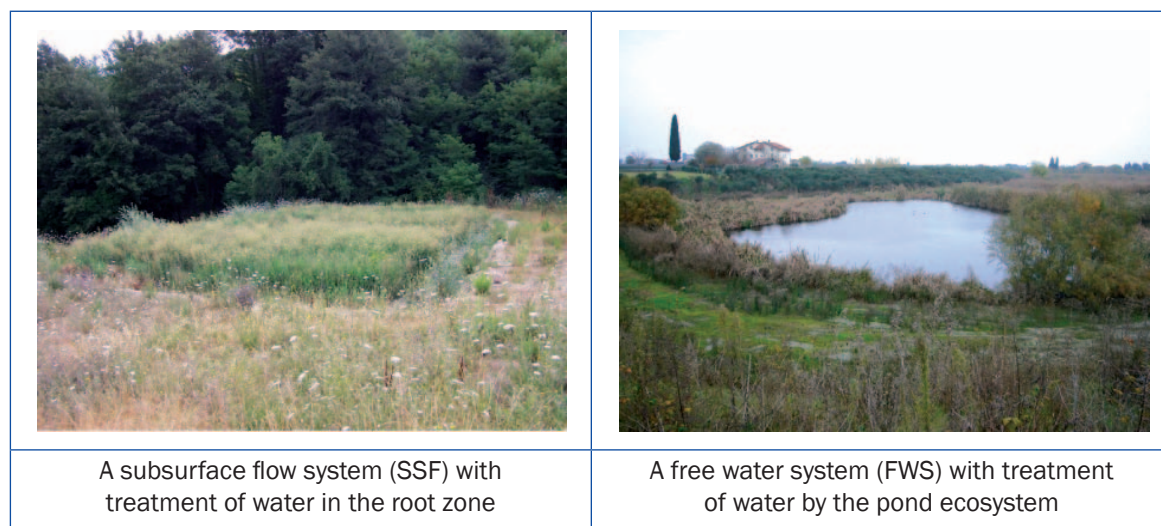 A subsurface flow system (SSF) with
treatment of water in the root zone
A free water system (FWS) with treatment
of water by the pond ecosystem